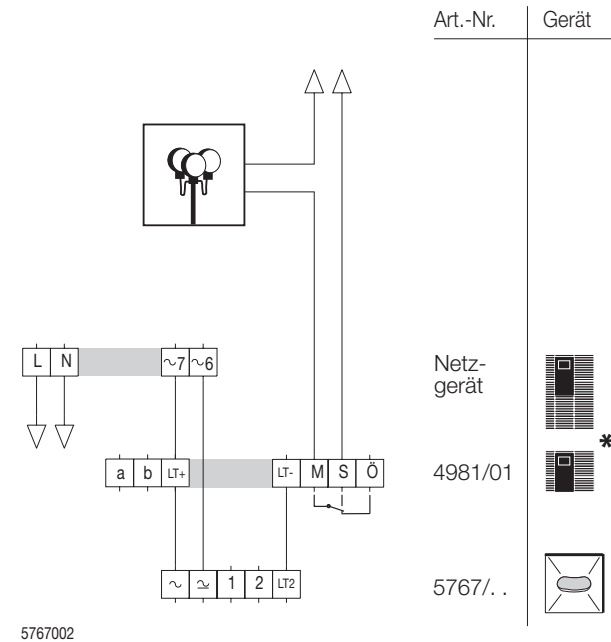 Art.-Nr. Gerät
L N ~7 ~6
Netz-
gerät
*
a b LT+ LT- M S Ö
4981/01
~ ≃ 1 2 LT2
5767/. .
5767002